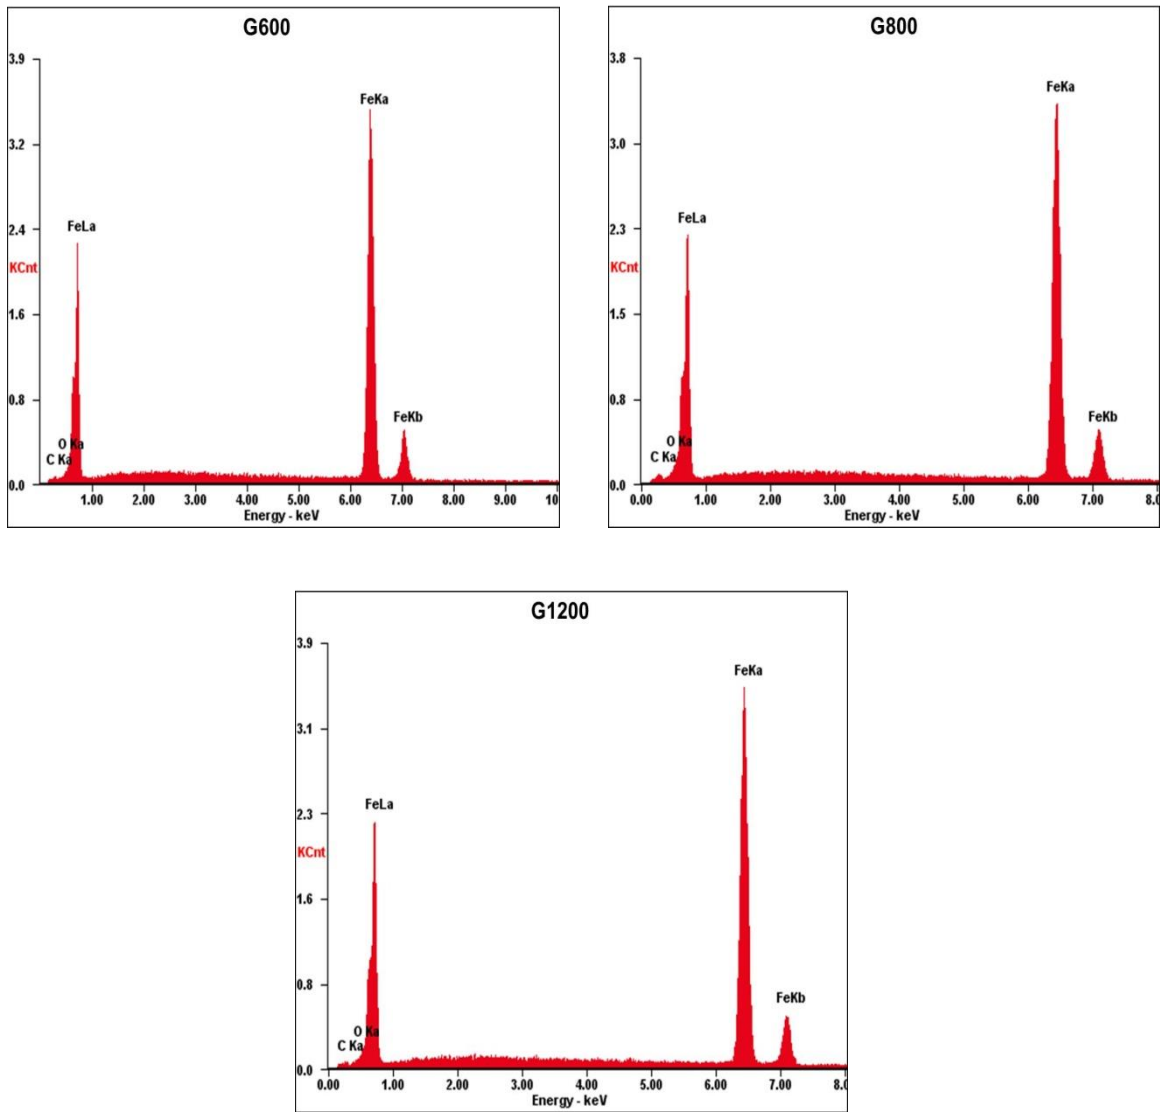 G600
3.9
FeKa
3.2
FeLa
2.4
KCnt
1.6
0.8
FeKb
O Ka
C Ka
0.0
1.00 2.00 3.00 4.00 5.00 6.00 7.00 8.00 9.00 10
Energy - keV
G800
3.8
FeKa
3.0
FeLa
2.3
KCnt
1.5
0.8
FeKb
O Ka
C Ka
0.0
0.00 1.00 2.00 3.00 4.00 5.00 6.00 7.00 8.0
Energy - keV
G1200
3.9
FeKa
3.1
FeLa
2.3
KCnt
1.6
0.8
FeKb
O Ka
C Ka
0.0
0.00 1.00 2.00 3.00 4.00 5.00 6.00 7.00 8.0
Energy - keV